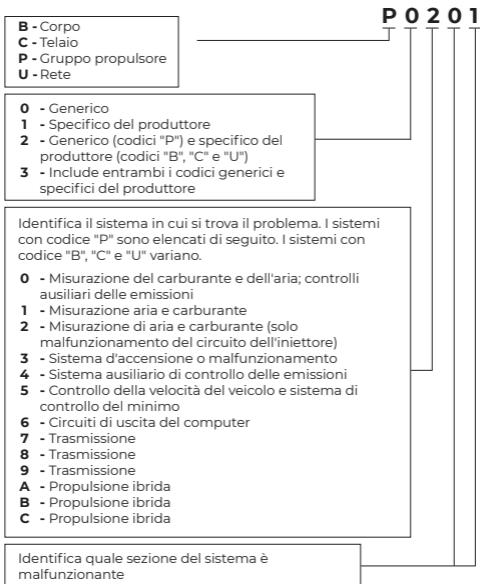 P 0 2 0 1
B - Corpo
C - Telaio
P - Gruppo propulsore
U - Rete
0 - Generico
1 - Specifico del produttore
2 - Generico (codici "P") e specifico del
produttore (codici "B", "C" e "U")
3 - Include entrambi i codici generici e
specifici del produttore
Identifica il sistema in cui si trova il problema. I sistemi
con codice "P" sono elencati di seguito. I sistemi con
codice "B", "C" e "U" variano.
0 - Misurazione del carburante e dell'aria; controlli
ausiliari delle emissioni
1 - Misurazione aria e carburante
2 - Misurazione di aria e carburante (solo
malfunzionamento del circuito dell'iniettore)
3 - Sistema d'accensione o malfunzionamento
4 - Sistema ausiliario di controllo delle emissioni
5 - Controllo della velocità del veicolo e sistema di
controllo del minimo
6 - Circuiti di uscita del computer
7 - Trasmissione
8 - Trasmissione
9 - Trasmissione
A - Propulsione ibrida
B - Propulsione ibrida
C - Propulsione ibrida
Identifica quale sezione del sistema è
malfunzionante